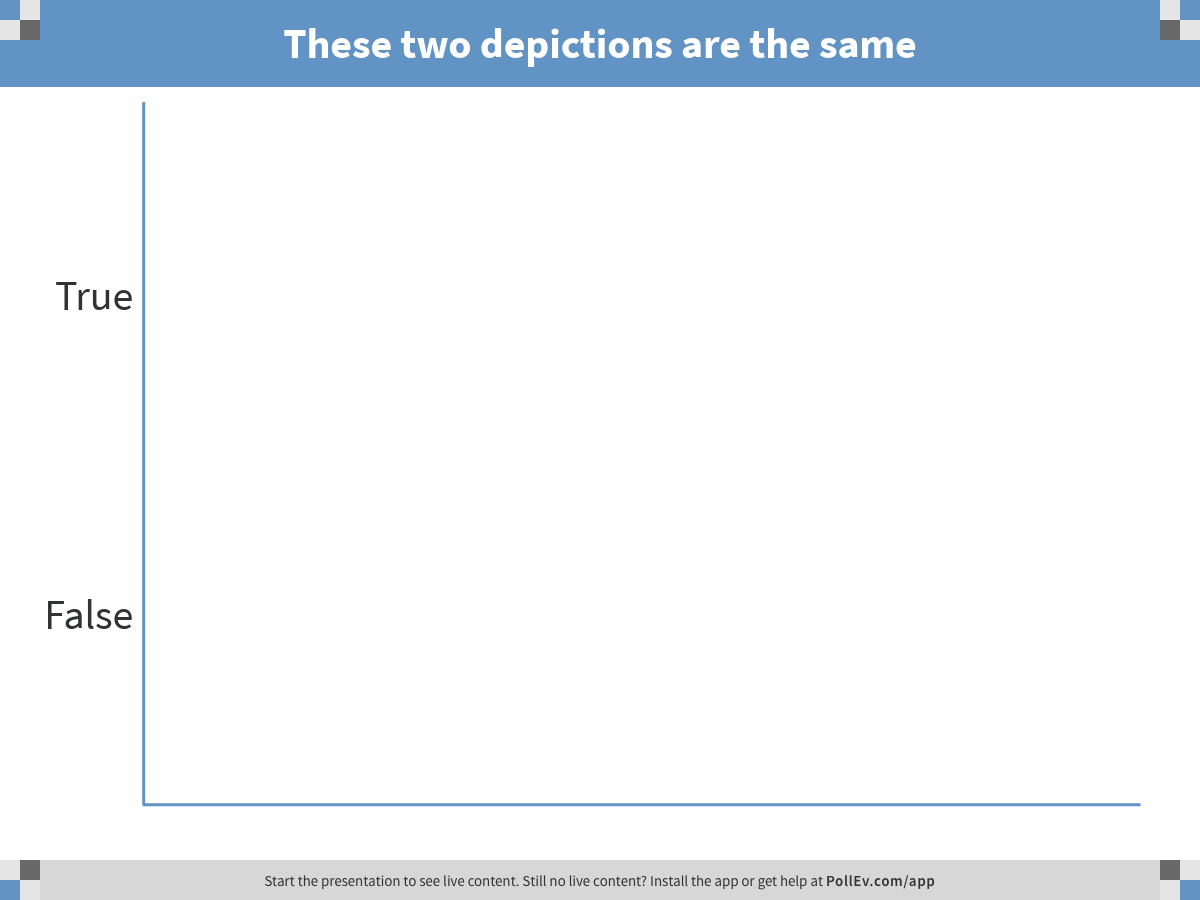 These two depictions are the same
True
False
Start the presentation to see live content. Still no live content? Install the app or get help at PollEv.com/app